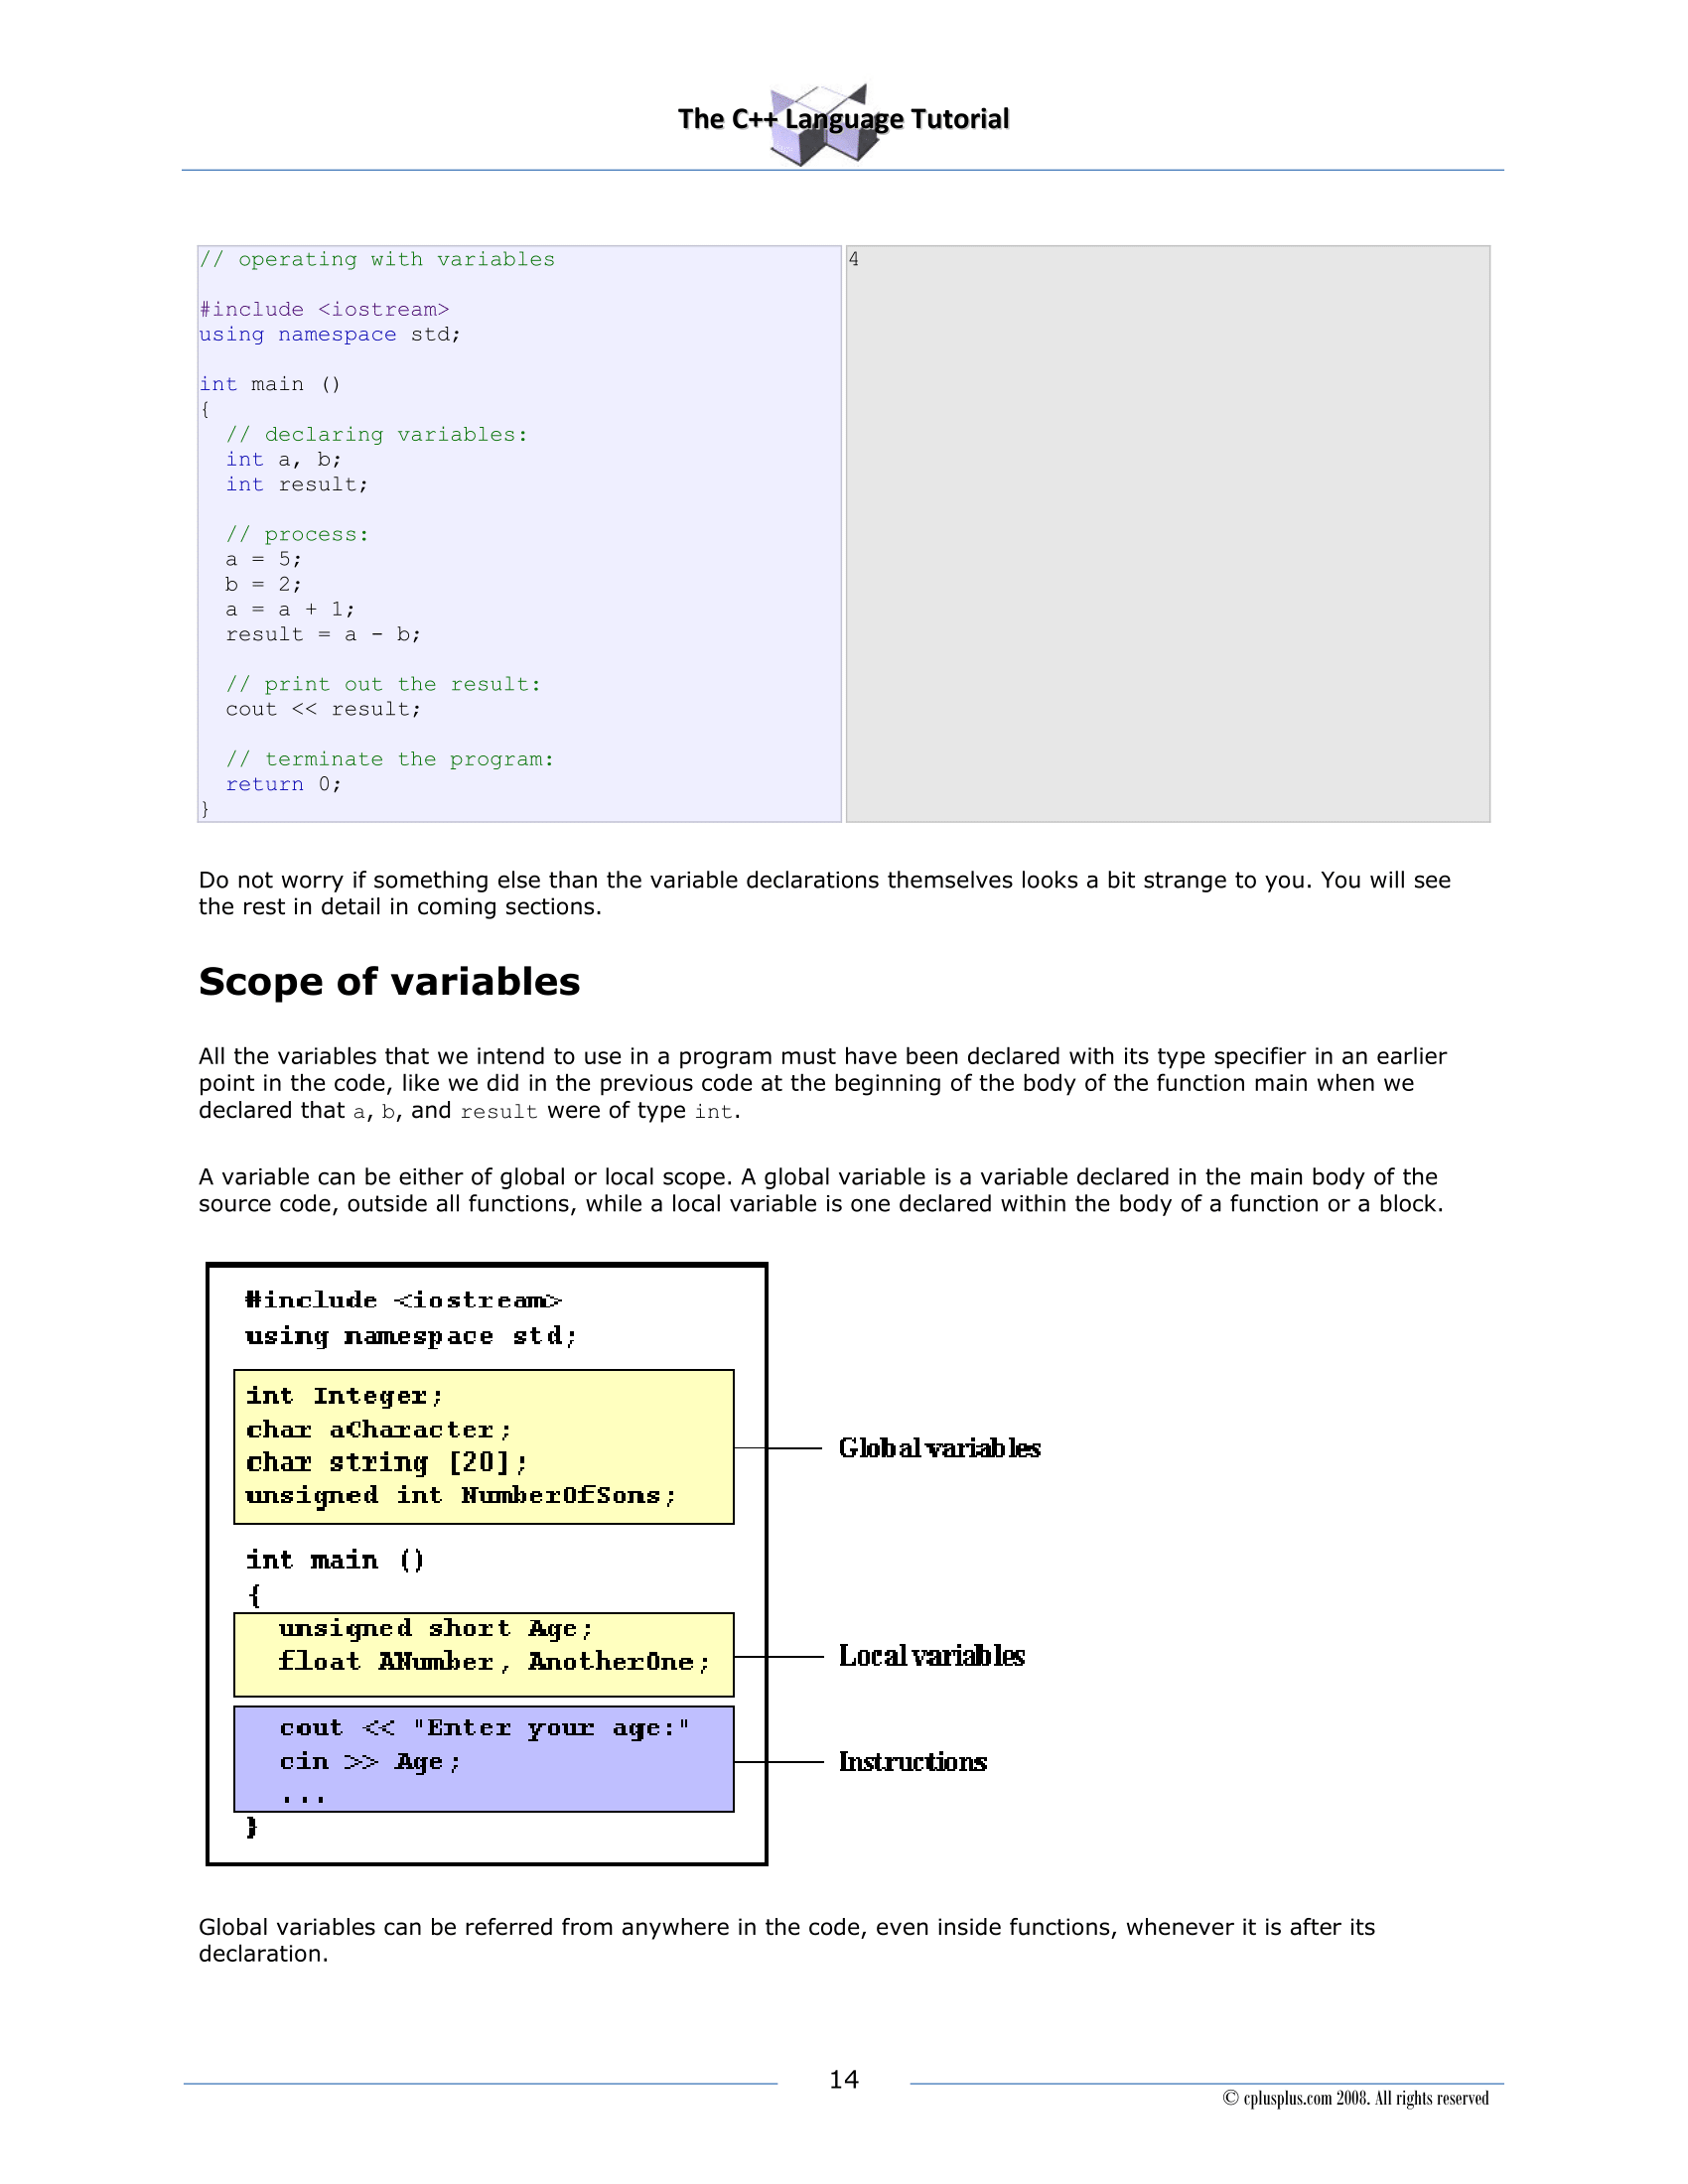 The C++ Language Tutorial
// operating with variables
4
#include <iostream>
using namespace std;
int main ()
{
// declaring variables:
int a, b;
int result;
// process:
a = 5;
b = 2;
a = a + 1;
result = a - b;
// print out the result:
cout << result;
// terminate the program:
return 0;
}
Do not worry if something else than the variable declarations themselves looks a bit strange to you. You will see
the rest in detail in coming sections.
Scope of variables
All the variables that we intend to use in a program must have been declared with its type specifier in an earlier
point in the code, like we did in the previous code at the beginning of the body of the function main when we
declared that a, b, and result were of type int.
A variable can be either of global or local scope. A global variable is a variable declared in the main body of the
source code, outside all functions, while a local variable is one declared within the body of a function or a block.
#include <iostream>
using namespace std;
int Integer;
char aCharacter;
char string [20];
unsigned int NumberOfSons;
Global variables
int main ()
{
unsigned short Age;
float ANumber, AnotherOne;
Local variables
cout << "Enter your age:"
cin >> Age;
...
Instructions
}
Global variables can be referred from anywhere in the code, even inside functions, whenever it is after its
declaration.
14
© cplusplus.com 2008. All rights reserved